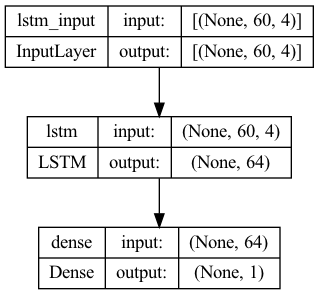 lstm_input input: [(None, 60, 4)]
InputLayer output: [(None, 60, 4)]
lstm input: (None, 60, 4)
LSTM output: (None, 64)
dense input: (None, 64)
Dense output: (None, 1)